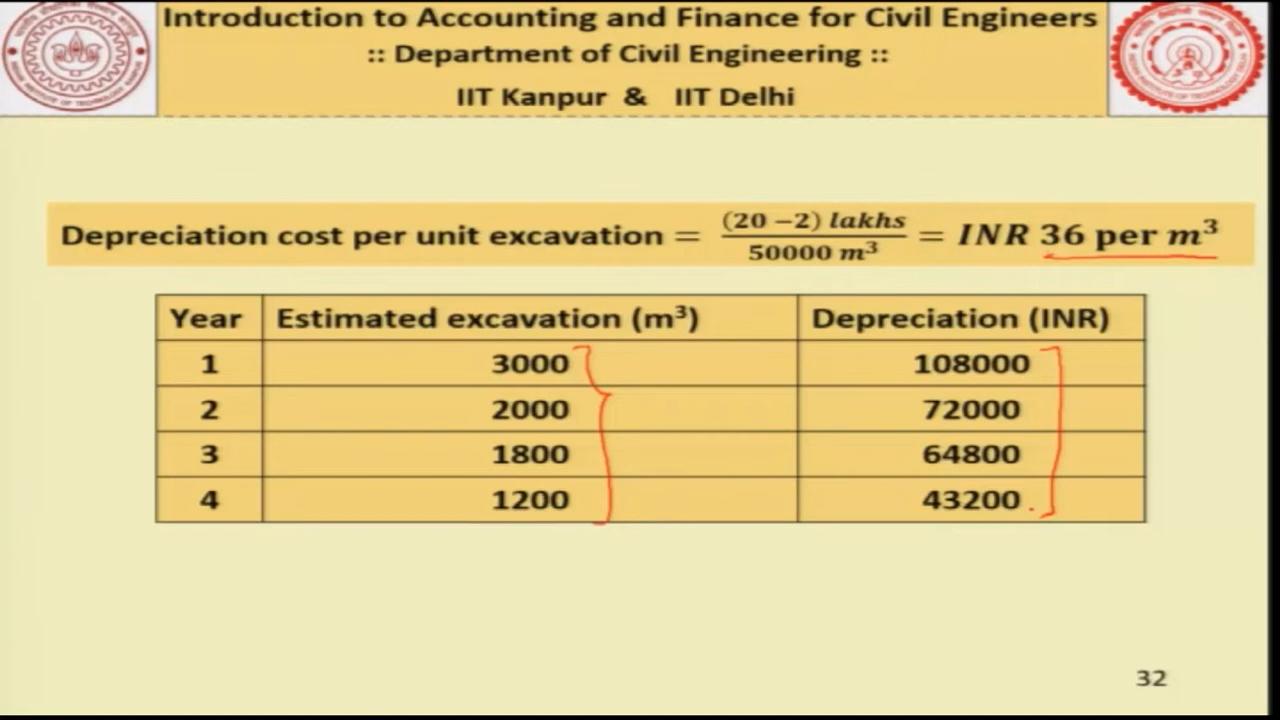 Introduction to Accounting and Finance for Civil Engineers
:: Department of Civil Engineering ::
IIT Kanpur & IIT Delhi
Depreciation cost per unit excavation = (20 −2) lakhs / 50000 m³ = INR 36 per m³
Year Estimated excavation (m³) Depreciation (INR)
1 3000 108000
2 2000 72000
3 1800 64800
4 1200 43200
32